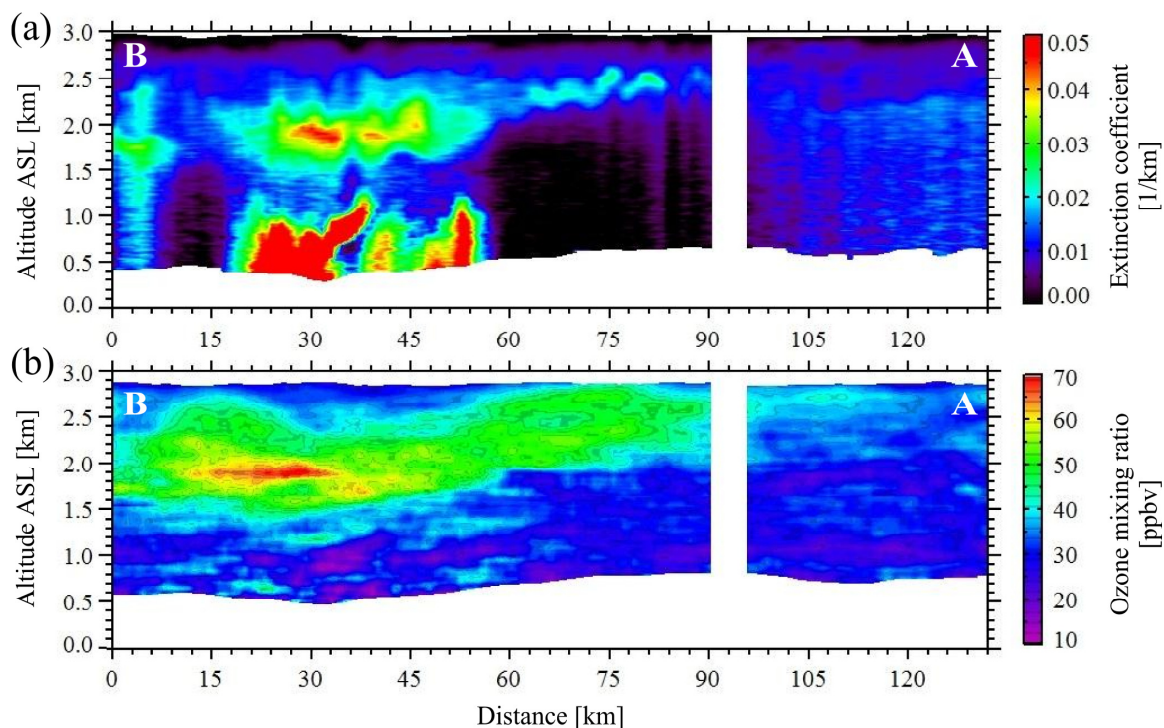 (a)
B
A
3.0
2.5
2.0
1.5
1.0
0.5
0.0
Altitude ASL [km]
0 15 30 45 60 75 90 105 120
0.05
0.04
0.03
0.02
0.01
0.00
Extinction coefficient
[1/km]
(b)
B
A
3.0
2.5
2.0
1.5
1.0
0.5
0.0
Altitude ASL [km]
0 15 30 45 60 75 90 105 120
Distance [km]
70
60
50
40
30
20
10
Ozone mixing ratio
[ppbv]